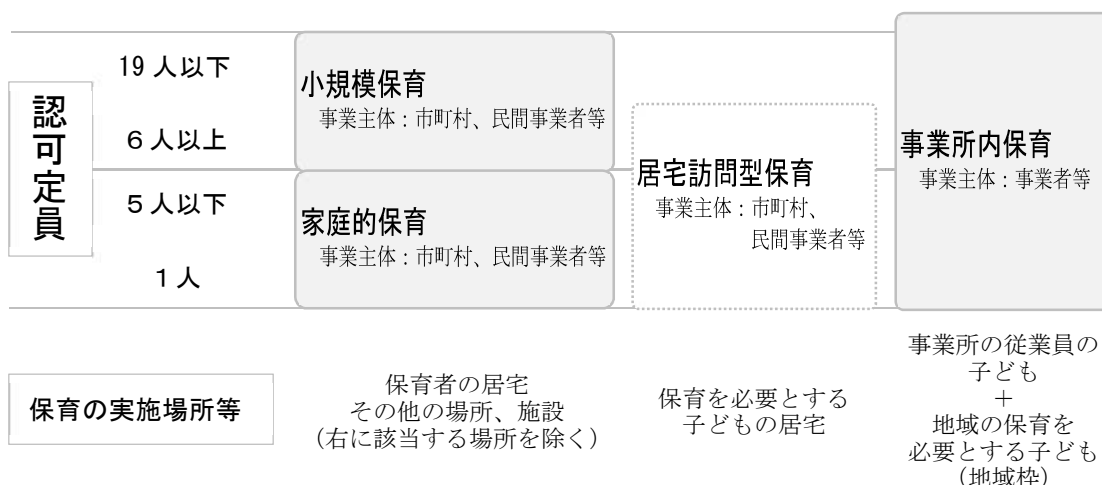 認可定員
19人以下
6人以上
5人以下
1人
小規模保育
事業主体：市町村、民間事業者等
家庭的保育
事業主体：市町村、民間事業者等
居宅訪問型保育
事業主体：市町村、
民間事業者等
事業所内保育
事業主体：事業者等
保育の実施場所等
保育者の居宅
その他の場所、施設
（右に該当する場所を除く）
保育を必要とする
子どもの居宅
事業所の従業員の
子ども
＋
地域の保育を
必要とする子ども
（地域枠）